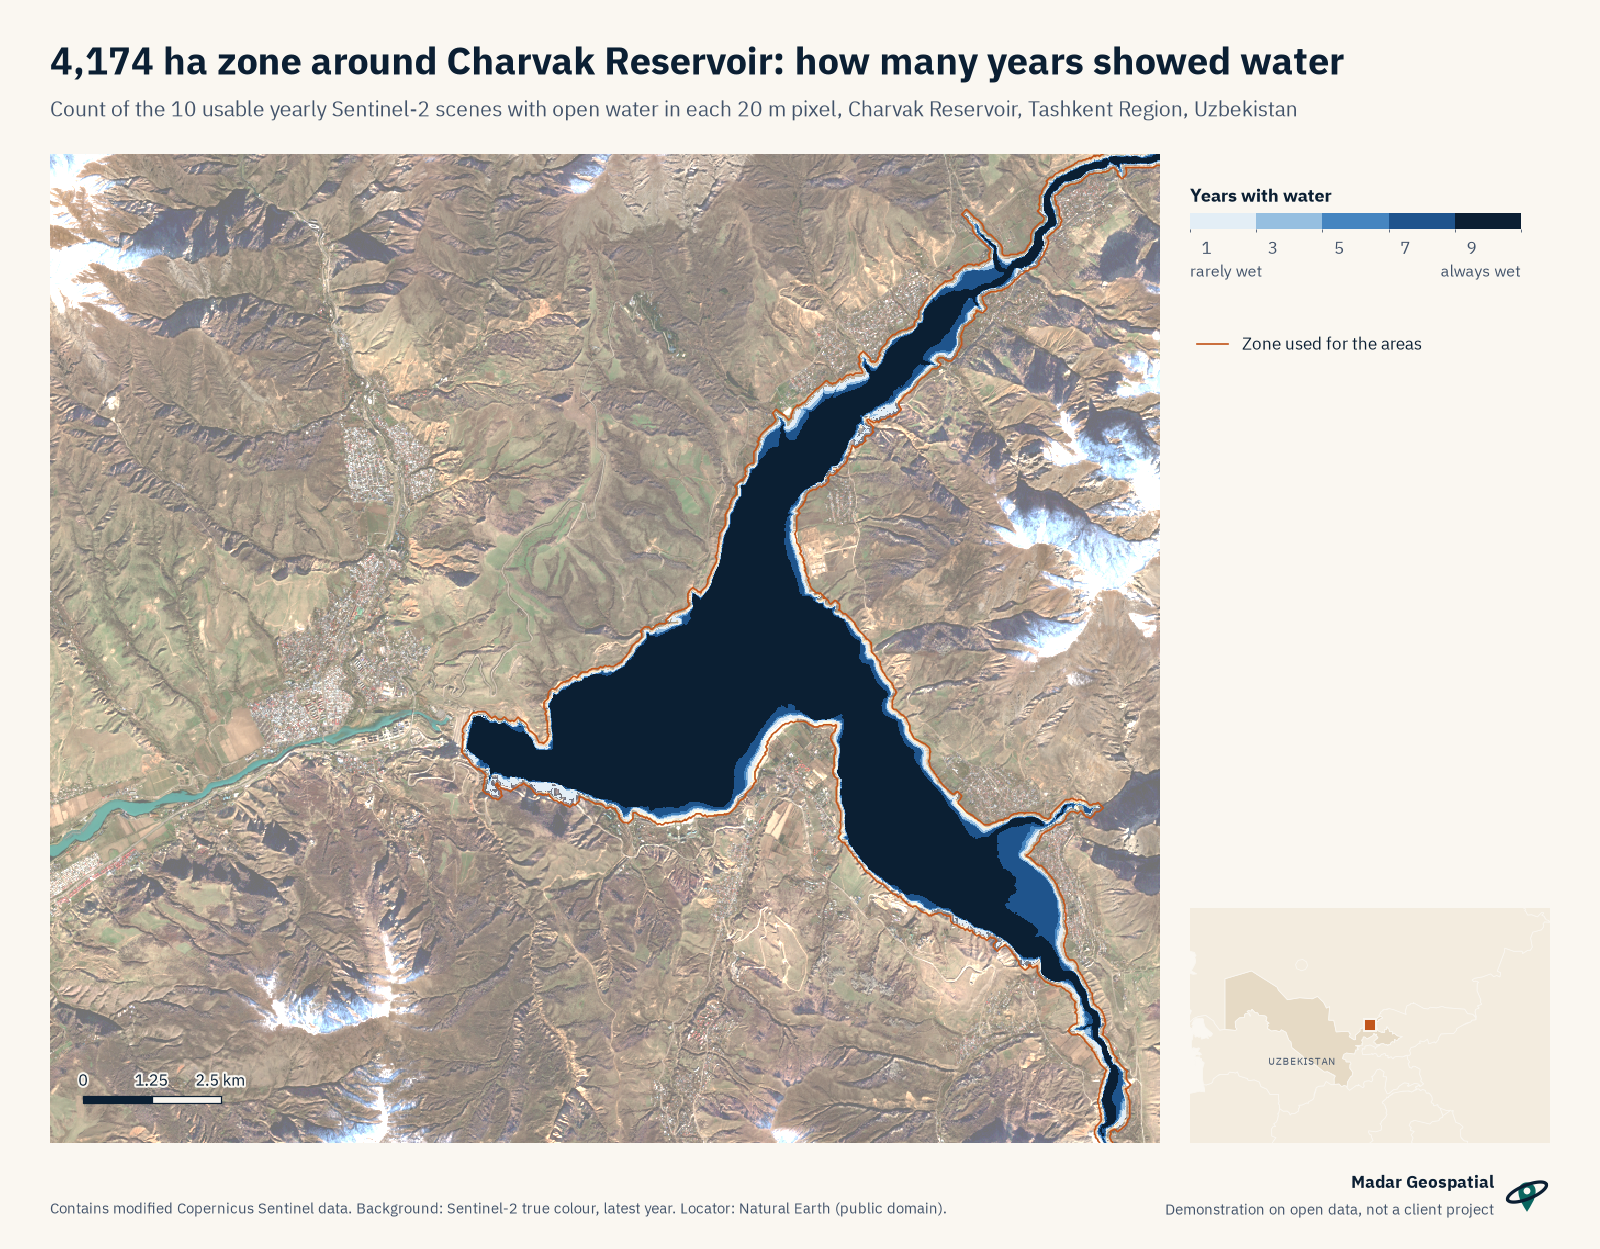 4,174 ha zone around Charvak Reservoir: how many years showed water
Count of the 10 usable yearly Sentinel-2 scenes with open water in each 20 m pixel, Charvak Reservoir, Tashkent Region, Uzbekistan
Years with water
1 3 5 7 9
rarely wet always wet
Zone used for the areas
UZBEKISTAN
0 1.25 2.5 km
Madar Geospatial
Contains modified Copernicus Sentinel data. Background: Sentinel-2 true colour, latest year. Locator: Natural Earth (public domain).
Demonstration on open data, not a client project